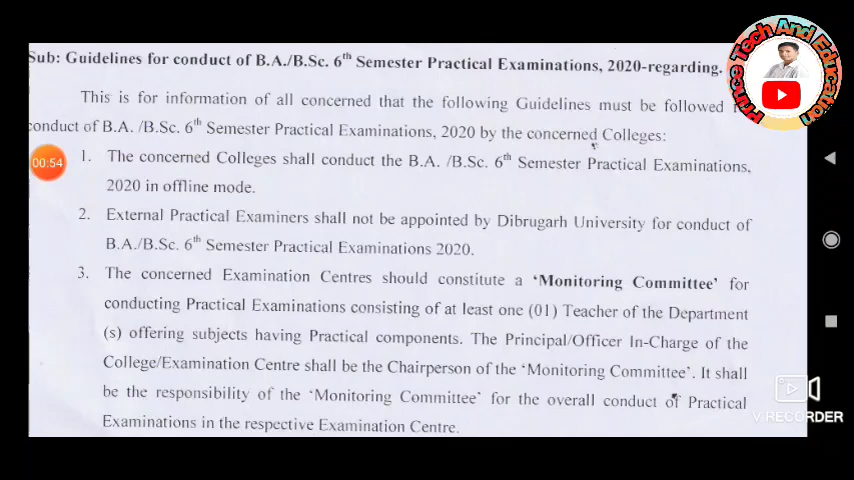 Sub: Guidelines for conduct of B.A./B.Sc. 6th Semester Practical Examinations, 2020-regarding.
This is for information of all concerned that the following Guidelines must be followed
conduct of B.A. /B.Sc. 6th Semester Practical Examinations, 2020 by the concerned Colleges:
1. The concerned Colleges shall conduct the B.A. /B.Sc. 6th Semester Practical Examinations,
2020 in offline mode.
2. External Practical Examiners shall not be appointed by Dibrugarh University for conduct of
B.A./B.Sc. 6th Semester Practical Examinations 2020.
3. The concerned Examination Centres should constitute a 'Monitoring Committee' for
conducting Practical Examinations consisting of at least one (01) Teacher of the Department
(s) offering subjects having Practical components. The Principal/Officer In-Charge of the
College/Examination Centre shall be the Chairperson of the 'Monitoring Committee'. It shall
be the responsibility of the 'Monitoring Committee' for the overall conduct of Practical
Examinations in the respective Examination Centre.
00:54
Prince Tech And Education
V-RECORDER